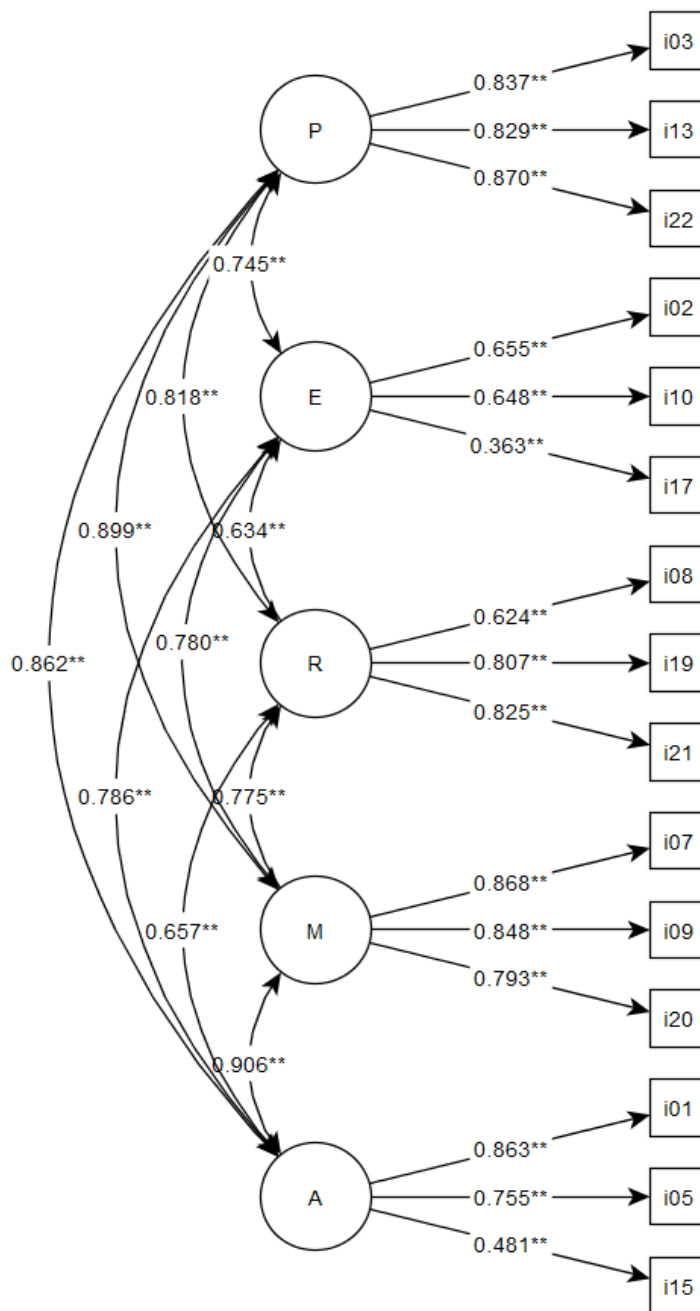 i03
0.837**
P
0.829**
i13
0.870**
i22
0.745**
i02
0.655**
0.818**
E
0.648**
i10
0.363**
i17
0.899**
0.634**
i08
0.624**
0.780**
0.862**
R
0.807**
i19
0.825**
i21
0.786**
0.775**
i07
0.868**
0.657**
M
0.848**
i09
0.793**
i20
0.906**
i01
0.863**
A
0.755**
i05
0.481**
i15